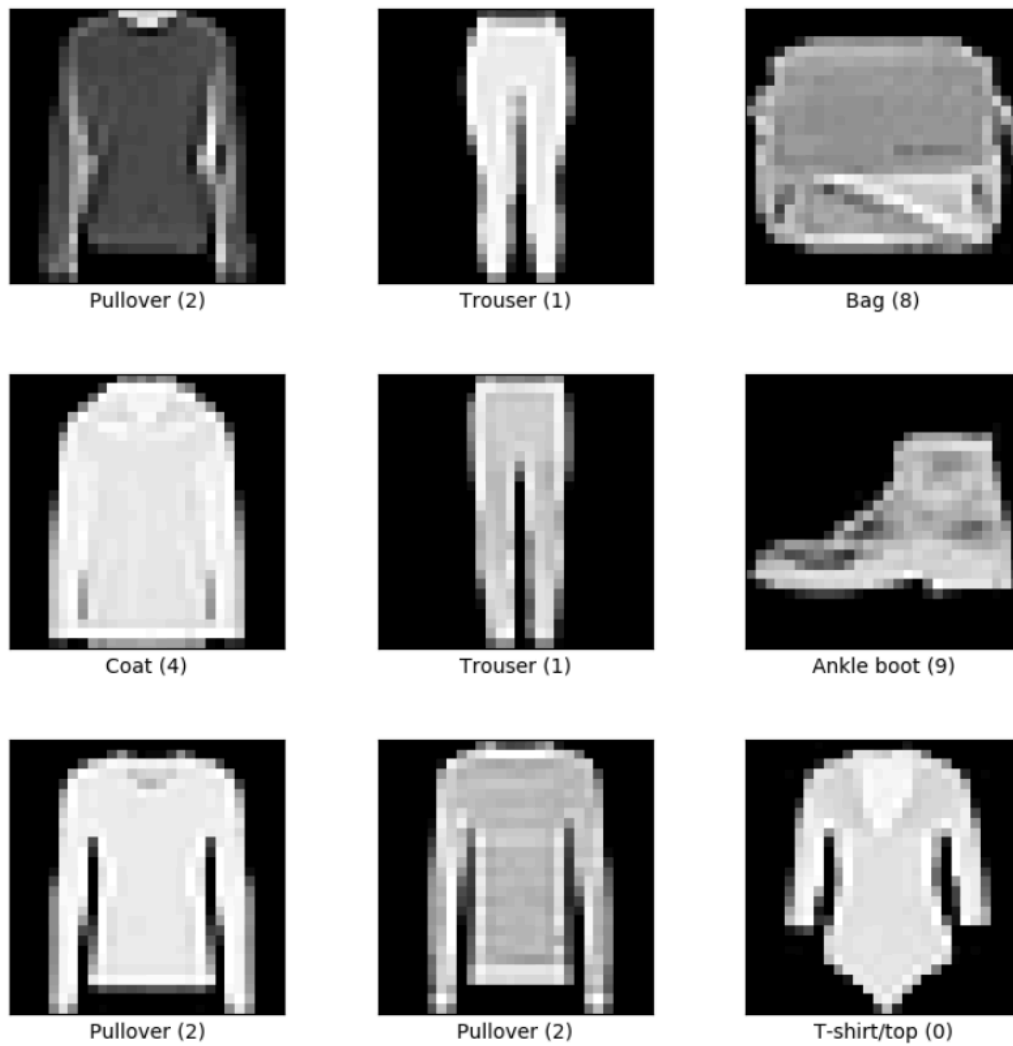 Pullover (2)
Trouser (1)
Bag (8)
Coat (4)
Trouser (1)
Ankle boot (9)
Pullover (2)
Pullover (2)
T-shirt/top (0)